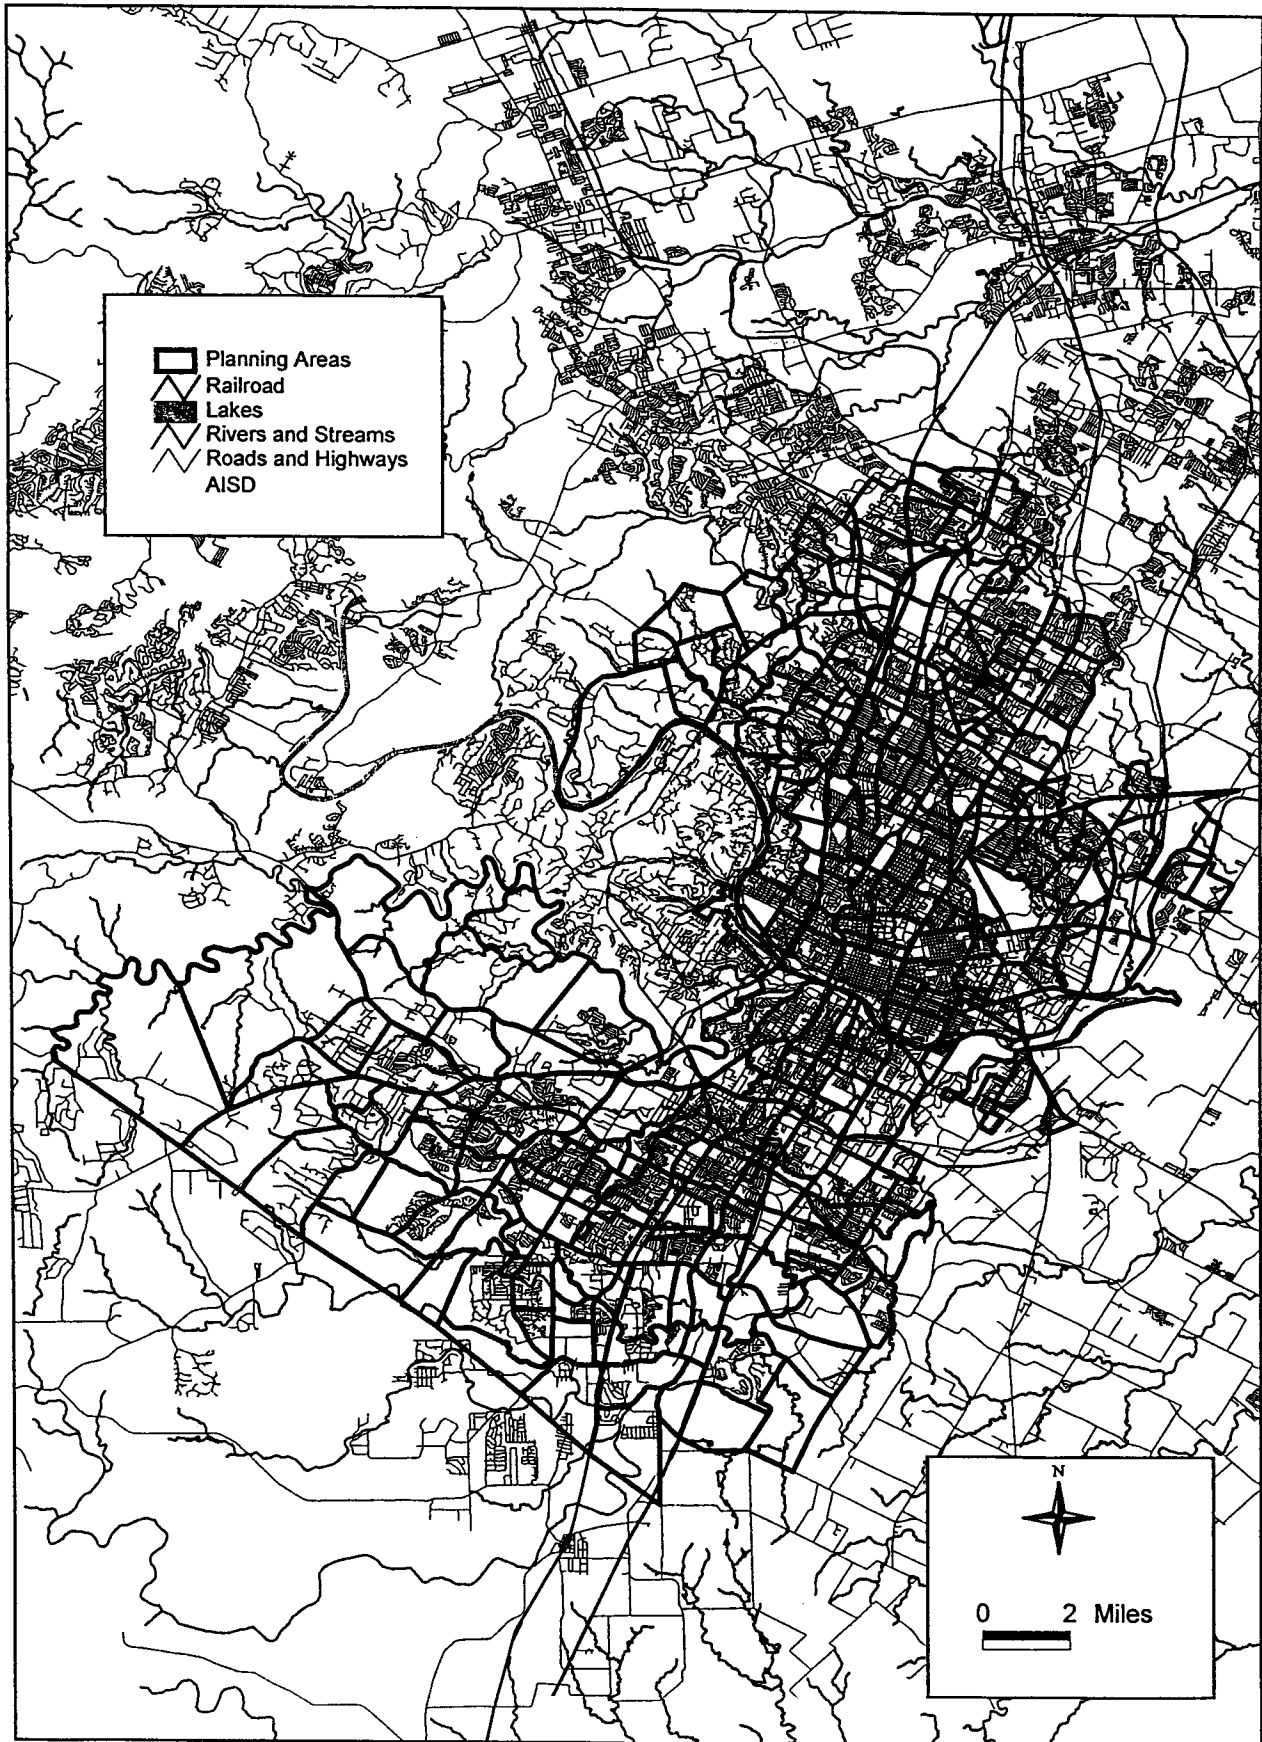 Planning Areas
Railroad
Lakes
Rivers and Streams
Roads and Highways
AISD
N
0 2 Miles